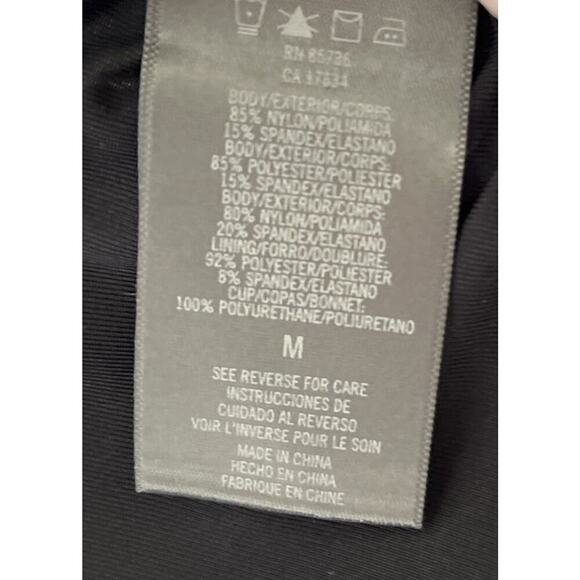 RN 85736
CA 17834
BODY/EXTERIOR/CORPS:
85% NYLON/POLIAMIDA
15% SPANDEX/ELASTANO
BODY/EXTERIOR/CORPS:
85% POLYESTER/POLIESTER
15% SPANDEX/ELASTANO
BODY/EXTERIOR/CORPS:
80% NYLON/POLIAMIDA
20% SPANDEX/ELASTANO
LINING/FORRO/DOUBLURE:
92% POLYESTER/POLIESTER
8% SPANDEX/ELASTANO
CUP/COPAS/BONNET:
100% POLYURETHANE/POLIURETANO
M
SEE REVERSE FOR CARE
INSTRUCCIONES DE
CUIDADO AL REVERSO
VOIR L'INVERSE POUR LE SOIN
MADE IN CHINA
HECHO EN CHINA
FABRIQUE EN CHINE